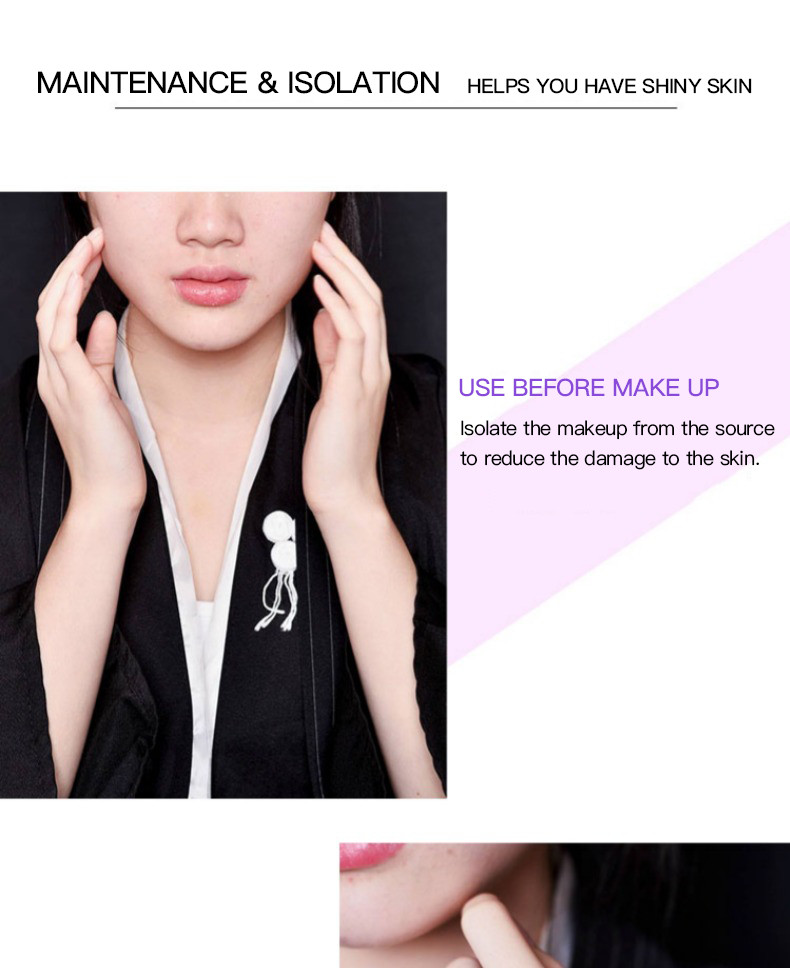 MAINTENANCE & ISOLATION HELPS YOU HAVE SHINY SKIN
USE BEFORE MAKE UP
Isolate the makeup from the source
to reduce the damage to the skin.